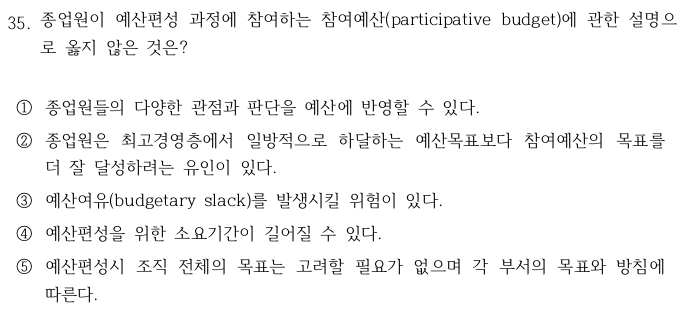 35. 종업원이 예산편성 과정에 참여하는 참여예산(participative budget)에 관한 설명으
로 옳지 않은 것은?
① 종업원들의 다양한 관점과 판단을 예산에 반영할 수 있다.
② 종업원은 최고경영층에서 일방적으로 하달하는 예산목표보다 참여예산의 목표를
더 잘 달성하려는 유인이 있다.
③ 예산여유(budgetary slack)를 발생시킬 위험이 있다.
④ 예산편성을 위한 소요기간이 길어질 수 있다.
⑤ 예산편성시 조직 전체의 목표는 고려할 필요가 없으며 각 부서의 목표와 방침에
따른다.